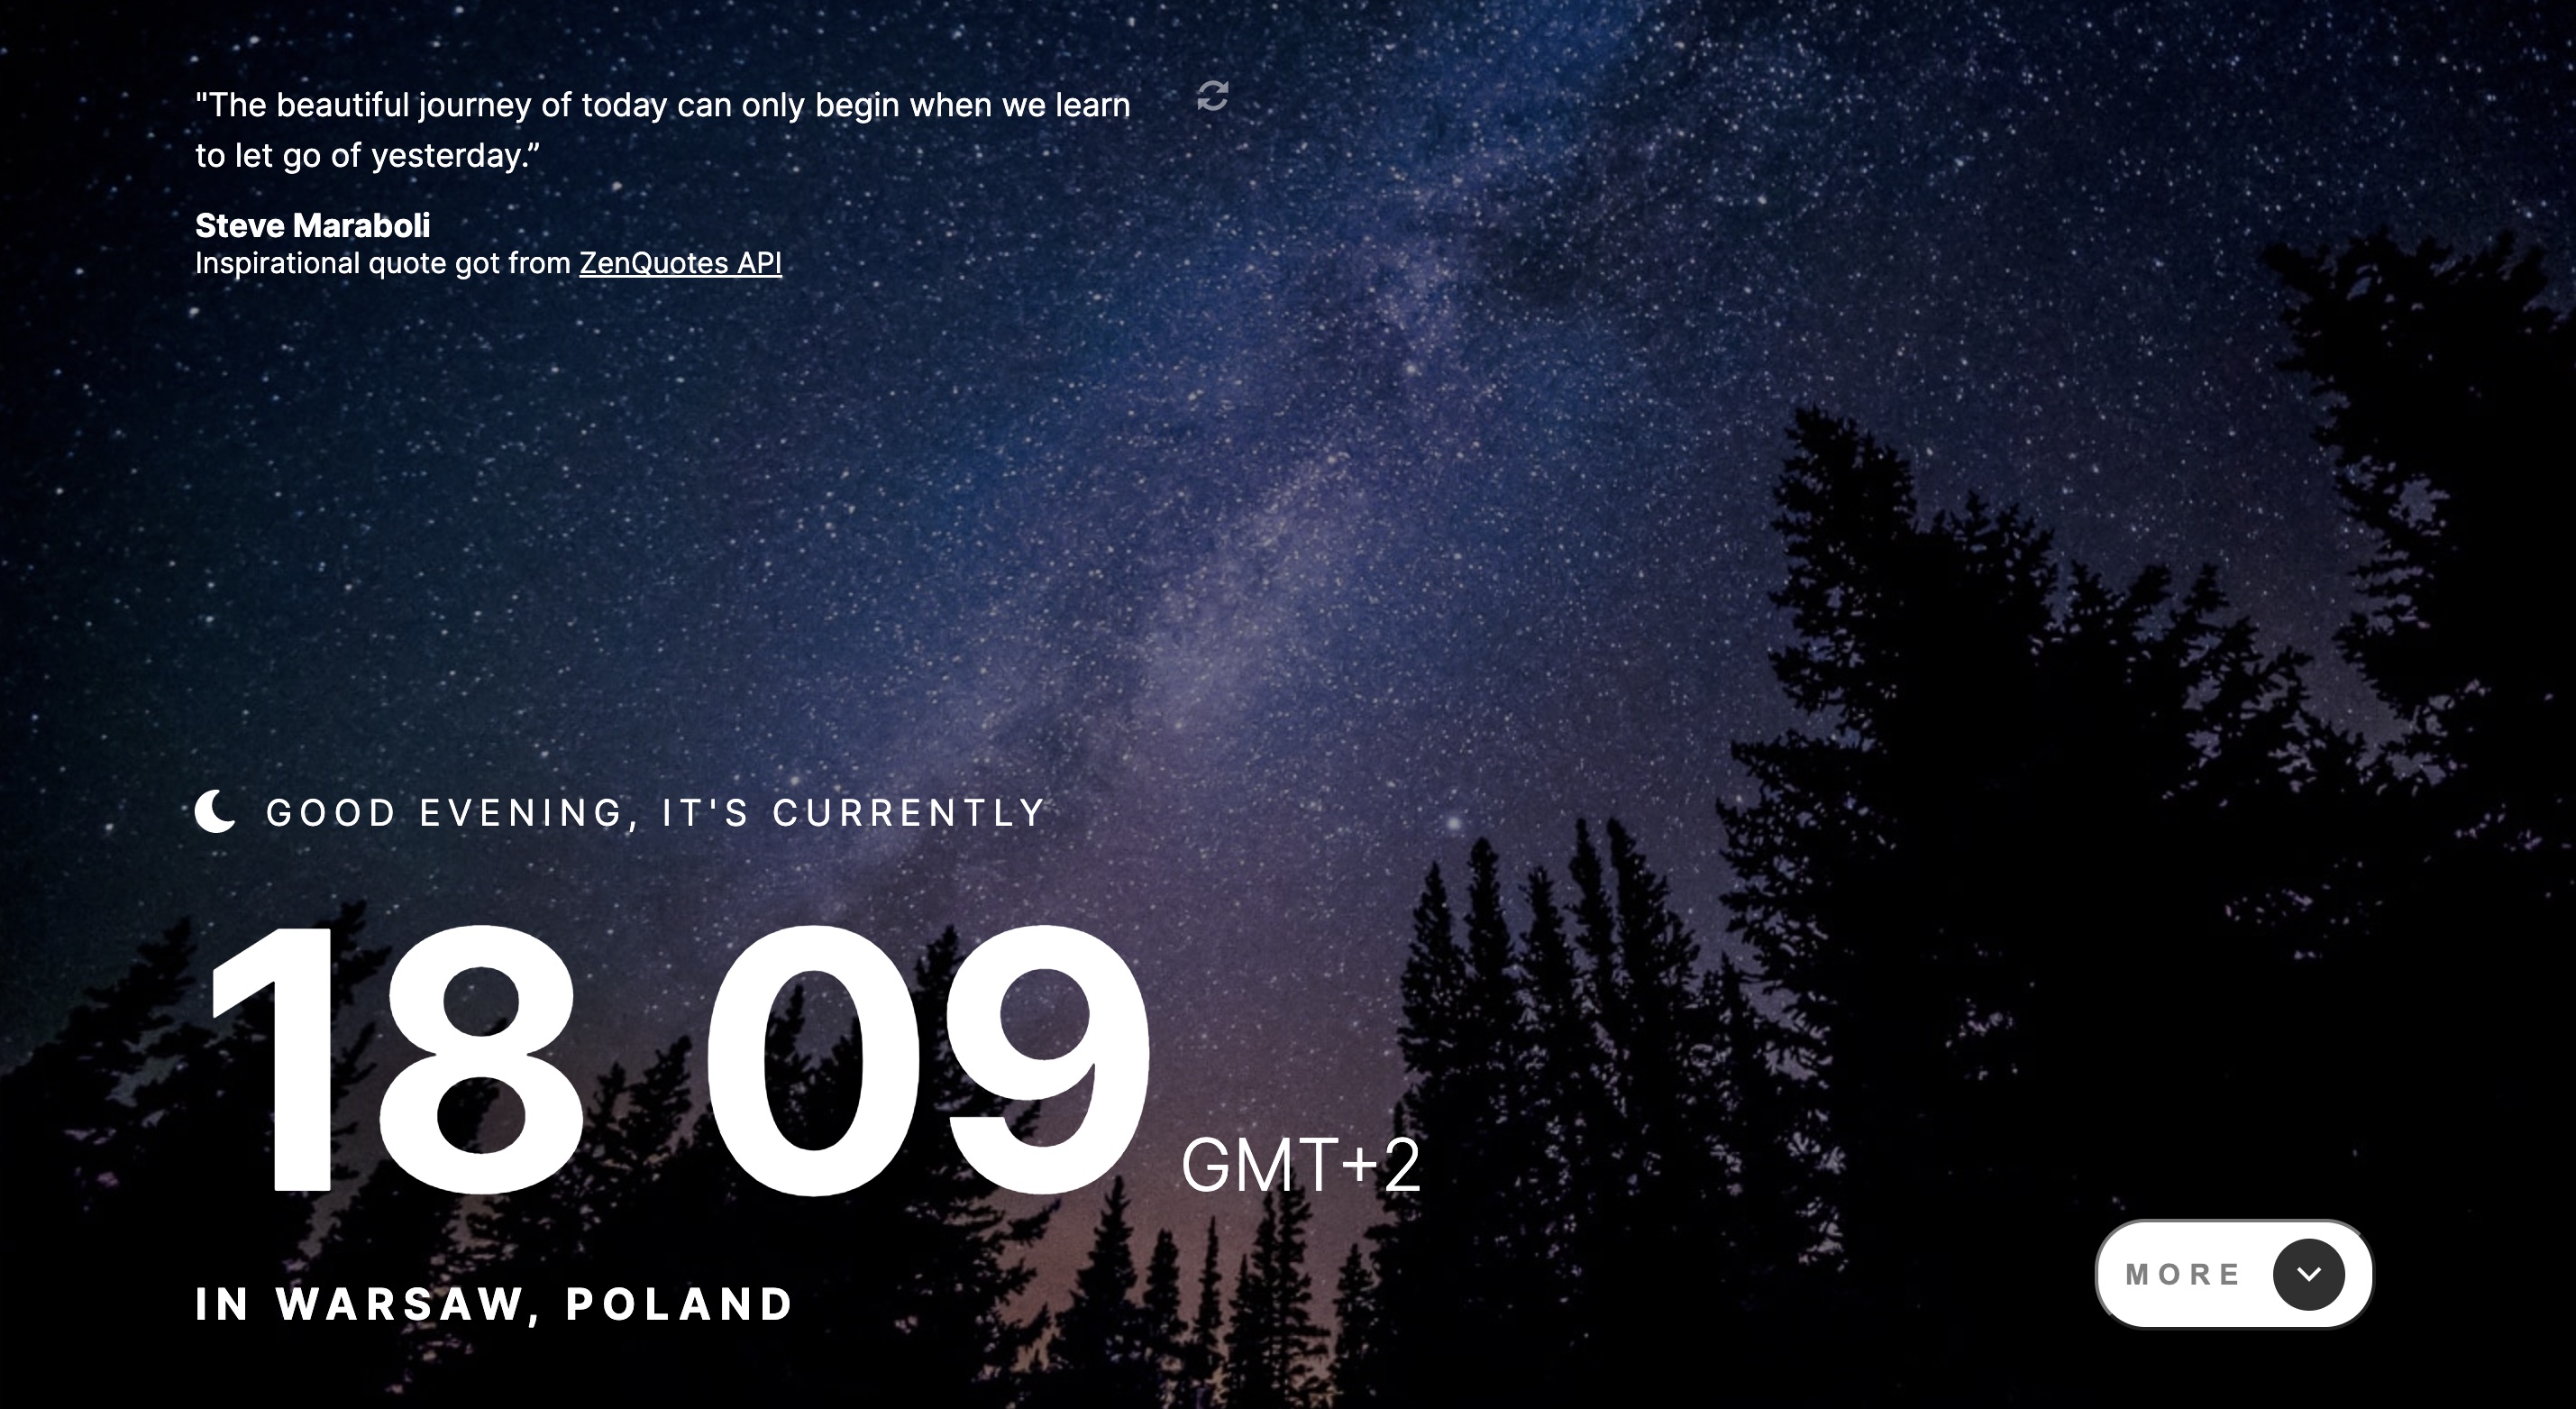 "The beautiful journey of today can only begin when we learn
to let go of yesterday.”
Steve Maraboli
Inspirational quote got from ZenQuotes API
GOOD EVENING, IT'S CURRENTLY
18 09 GMT+2
IN WARSAW, POLAND
MORE